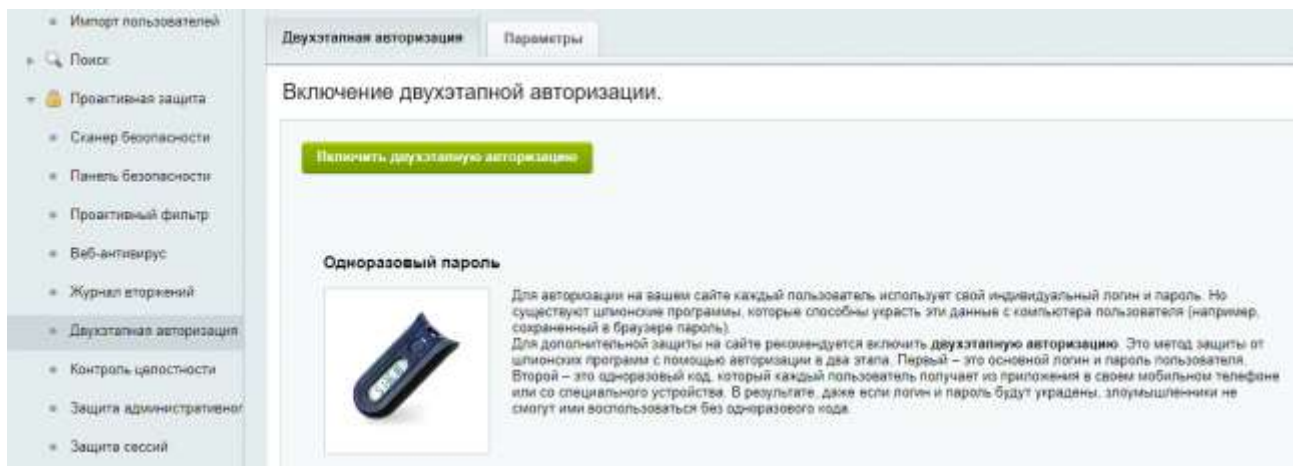 Импорт пользователей
Поиск
Проактивная защита
Сканер безопасности
Панель безопасности
Проактивный фильтр
Веб-антивирус
Журнал вторжений
Двухэтапная авторизация
Контроль целостности
Защита административног
Защита сессий
Двухэтапная авторизация
Параметры
Включение двухэтапной авторизации.
Включить двухэтапную авторизацию
Одноразовый пароль
Для авторизации на вашем сайте каждый пользователь использует свой индивидуальный логин и пароль. Но
существуют шпионские программы, которые способны украсть эти данные с компьютера пользователя (например,
сохраненный в браузере пароль).
Для дополнительной защиты на сайте рекомендуется включить двухэтапную авторизацию. Это метод защиты от
шпионских программ с помощью авторизации в два этапа. Первый – это основной логин и пароль пользователя.
Второй – это одноразовый код, который каждый пользователь получает из приложения в своем мобильном телефоне
или со специального устройства. В результате, даже если логин и пароль будут украдены, злоумышленники не
смогут ими воспользоваться без одноразового кода.